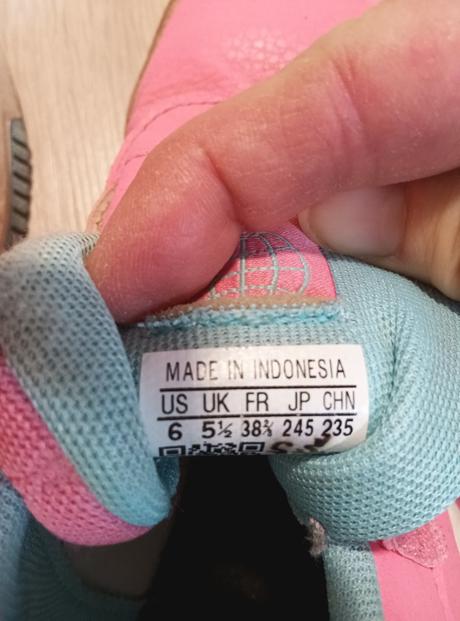 MADE IN INDONESIA
US UK FR JP CHN
6 5½ 38⅔ 245 235